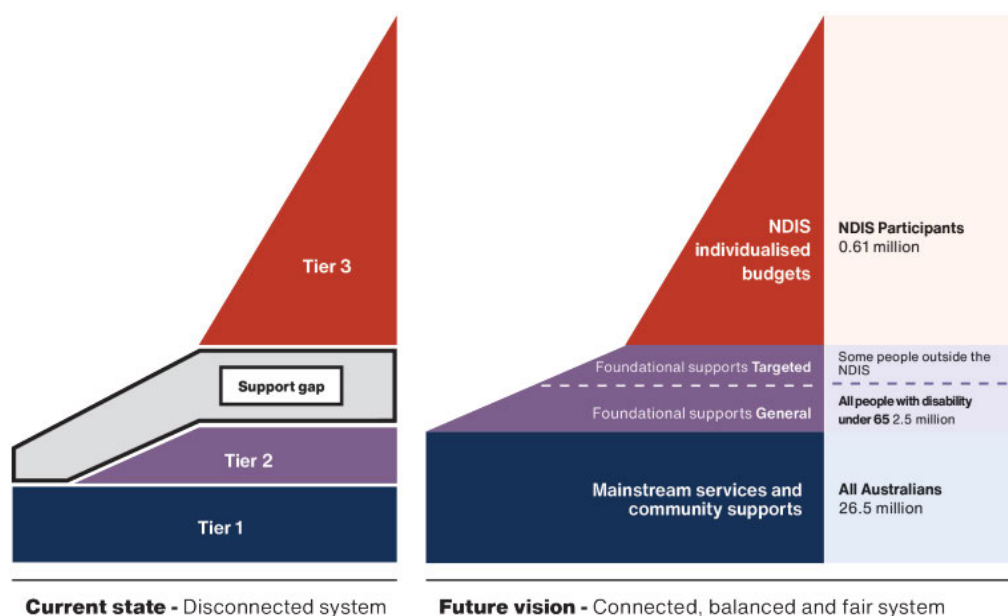 Tier 3
Support gap
Tier 2
Tier 1
Current state - Disconnected system
NDIS
individualised
budgets
NDIS Participants
0.61 million
Foundational supports Targeted
Some people outside the
NDIS
Foundational supports General
All people with disability
under 65 2.5 million
Mainstream services and
community supports
All Australians
26.5 million
Future vision - Connected, balanced and fair system